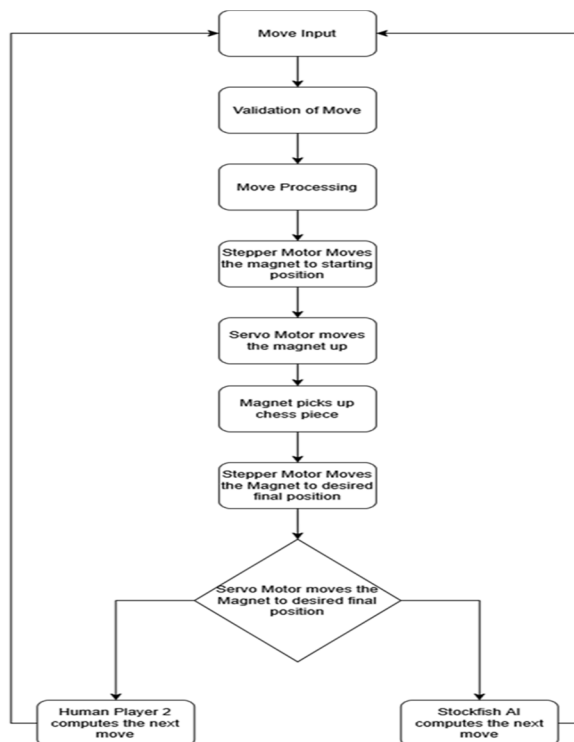 Move Input
Validation of Move
Move Processing
Stepper Motor Moves
the magnet to starting
position
Servo Motor moves
the magnet up
Magnet picks up
chess piece
Stepper Motor Moves
the Magnet to desired
final position
Servo Motor moves the
Magnet to desired final
position
Human Player 2
computes the next
move
Stockfish AI
computes the next
move